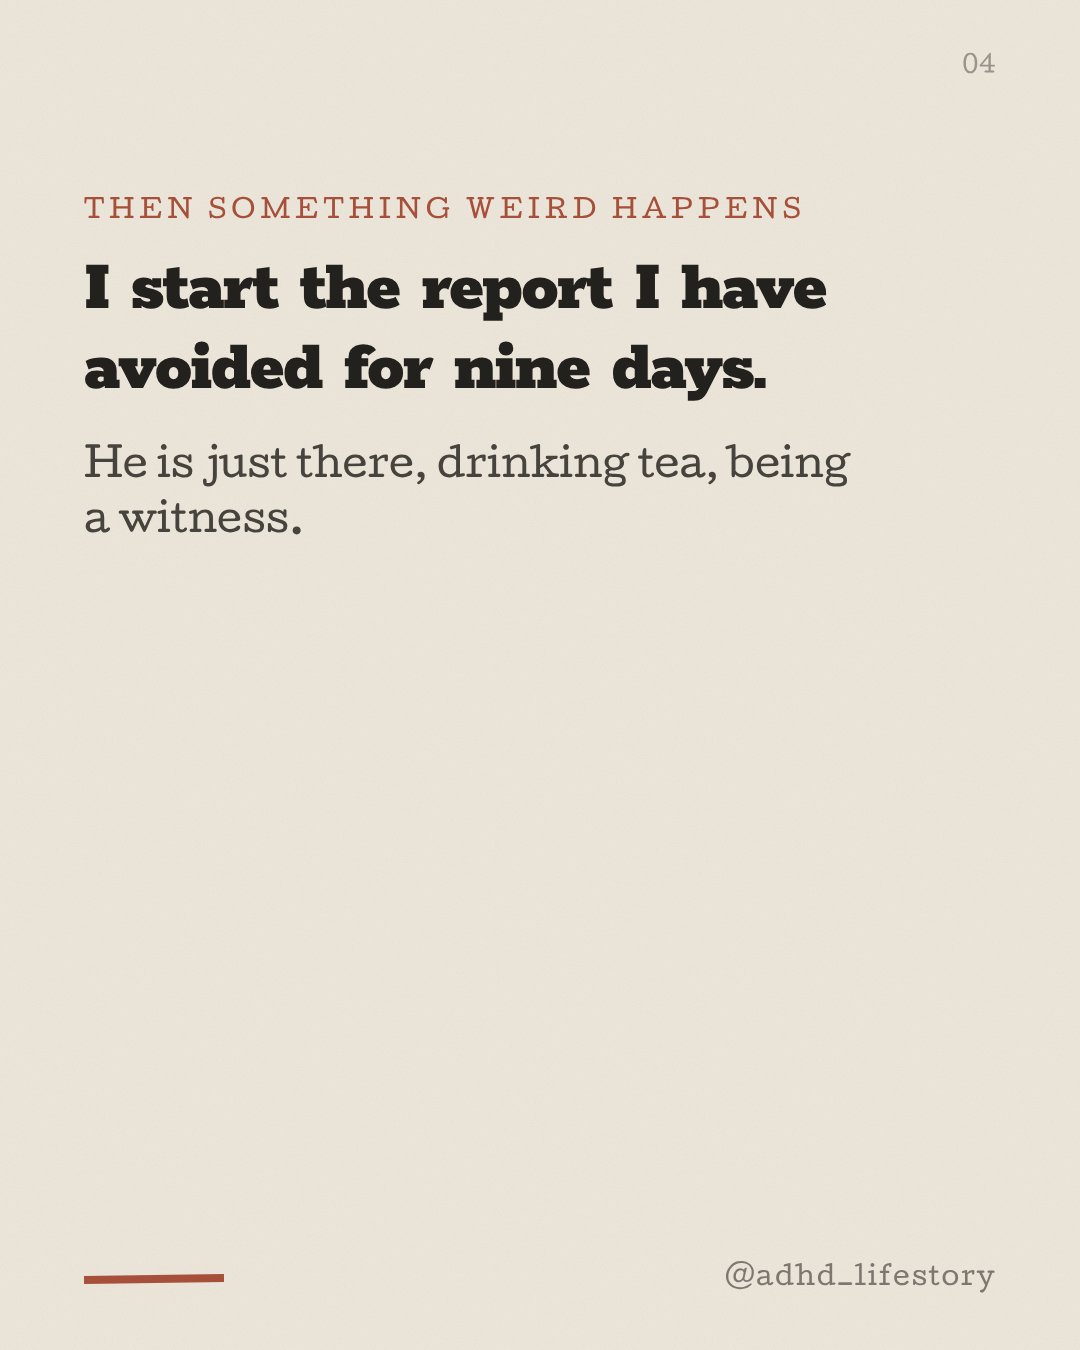 04
THEN SOMETHING WEIRD HAPPENS
I start the report I have
avoided for nine days.
He is just there, drinking tea, being
a witness.
@adhd_lifestory